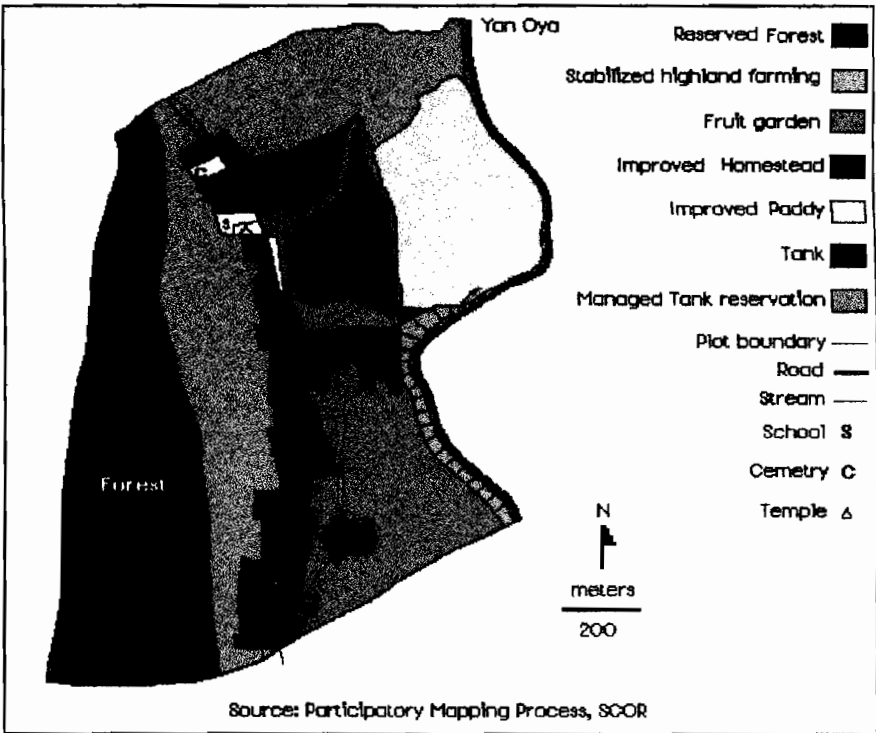 Yan Oya
Reserved Forest
Stabilized highland farming
Fruit garden
Improved Homestead
Improved Paddy
Tank
Managed Tank reservation
Plot boundary
Road
Stream
School S
Cemetry C
Temple △
C
S
Forest
N
meters
200
Source: Participatory Mapping Process, SCOR